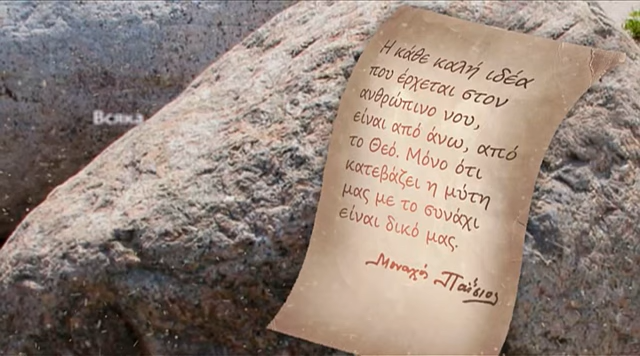 Всяка
Η κάθε καλή ιδέα
που έρχεται στον
ανθρώπινο νου,
είναι από άνω, από
το Θεό. Μόνο ότι
κατεβάζει η μύτη
μας με το συνάχι
είναι δικό μας.
Μοναχός Παΐσιος